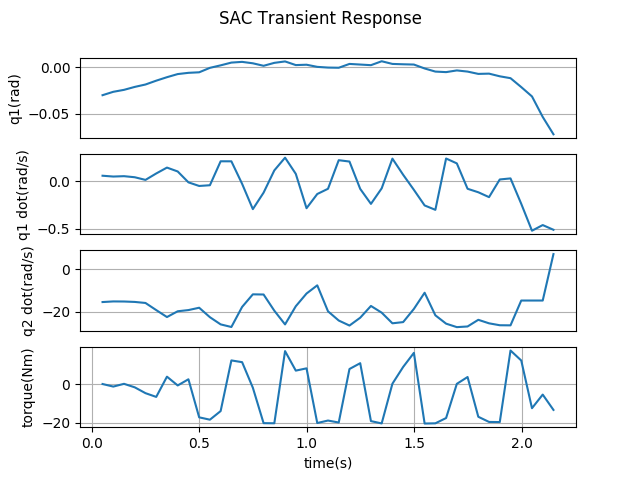 SAC Transient Response
q1(rad)
0.00
−0.05
q1 dot(rad/s)
0.0
−0.5
q2 dot(rad/s)
0
−20
torque(Nm)
0
−20
0.0 0.5 1.0 1.5 2.0
time(s)